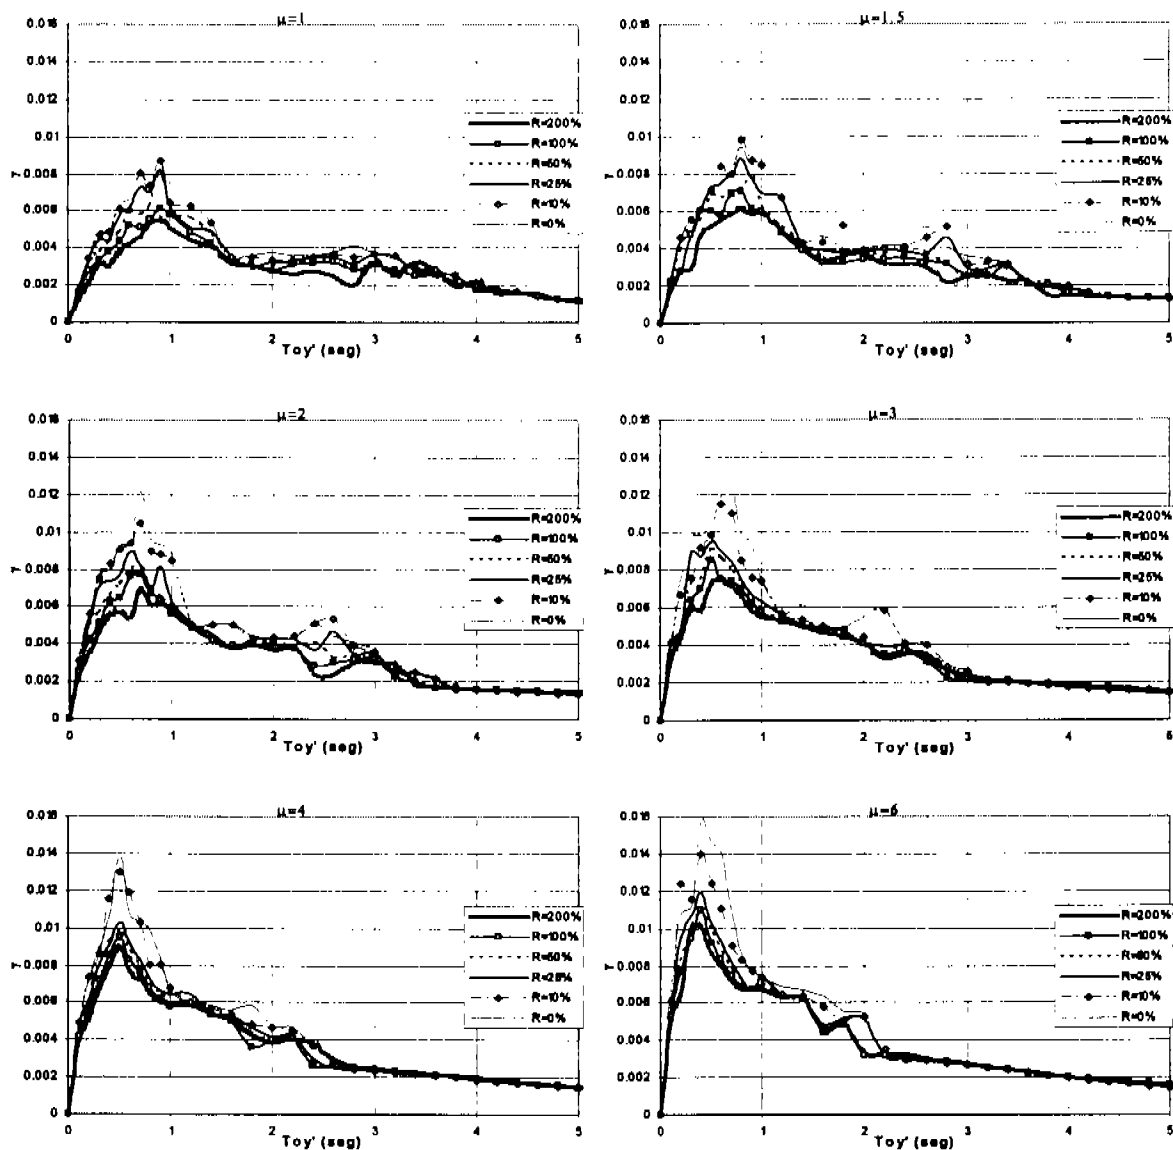 μ=1
0.016
0.014
0.012
0.01
0.008
0.006
0.004
0.002
0
γ
0 1 2 3 4 5
Toy' (seg)
R=200%
R=100%
R=50%
R=25%
R=10%
R=0%
μ=1.5
0.016
0.014
0.012
0.01
0.008
0.006
0.004
0.002
0
γ
0 1 2 3 4 5
Toy' (seg)
R=200%
R=100%
R=50%
R=25%
R=10%
R=0%
μ=2
0.016
0.014
0.012
0.01
0.008
0.006
0.004
0.002
0
γ
0 1 2 3 4 5
Toy' (seg)
R=200%
R=100%
R=50%
R=25%
R=10%
R=0%
μ=3
0.016
0.014
0.012
0.01
0.008
0.006
0.004
0.002
0
γ
0 1 2 3 4 5
Toy' (seg)
R=200%
R=100%
R=50%
R=25%
R=10%
R=0%
μ=4
0.016
0.014
0.012
0.01
0.008
0.006
0.004
0.002
0
γ
0 1 2 3 4 5
Toy' (seg)
R=200%
R=100%
R=50%
R=25%
R=10%
R=0%
μ=6
0.016
0.014
0.012
0.01
0.008
0.006
0.004
0.002
0
γ
0 1 2 3 4 5
Toy' (seg)
R=200%
R=100%
R=50%
R=25%
R=10%
R=0%